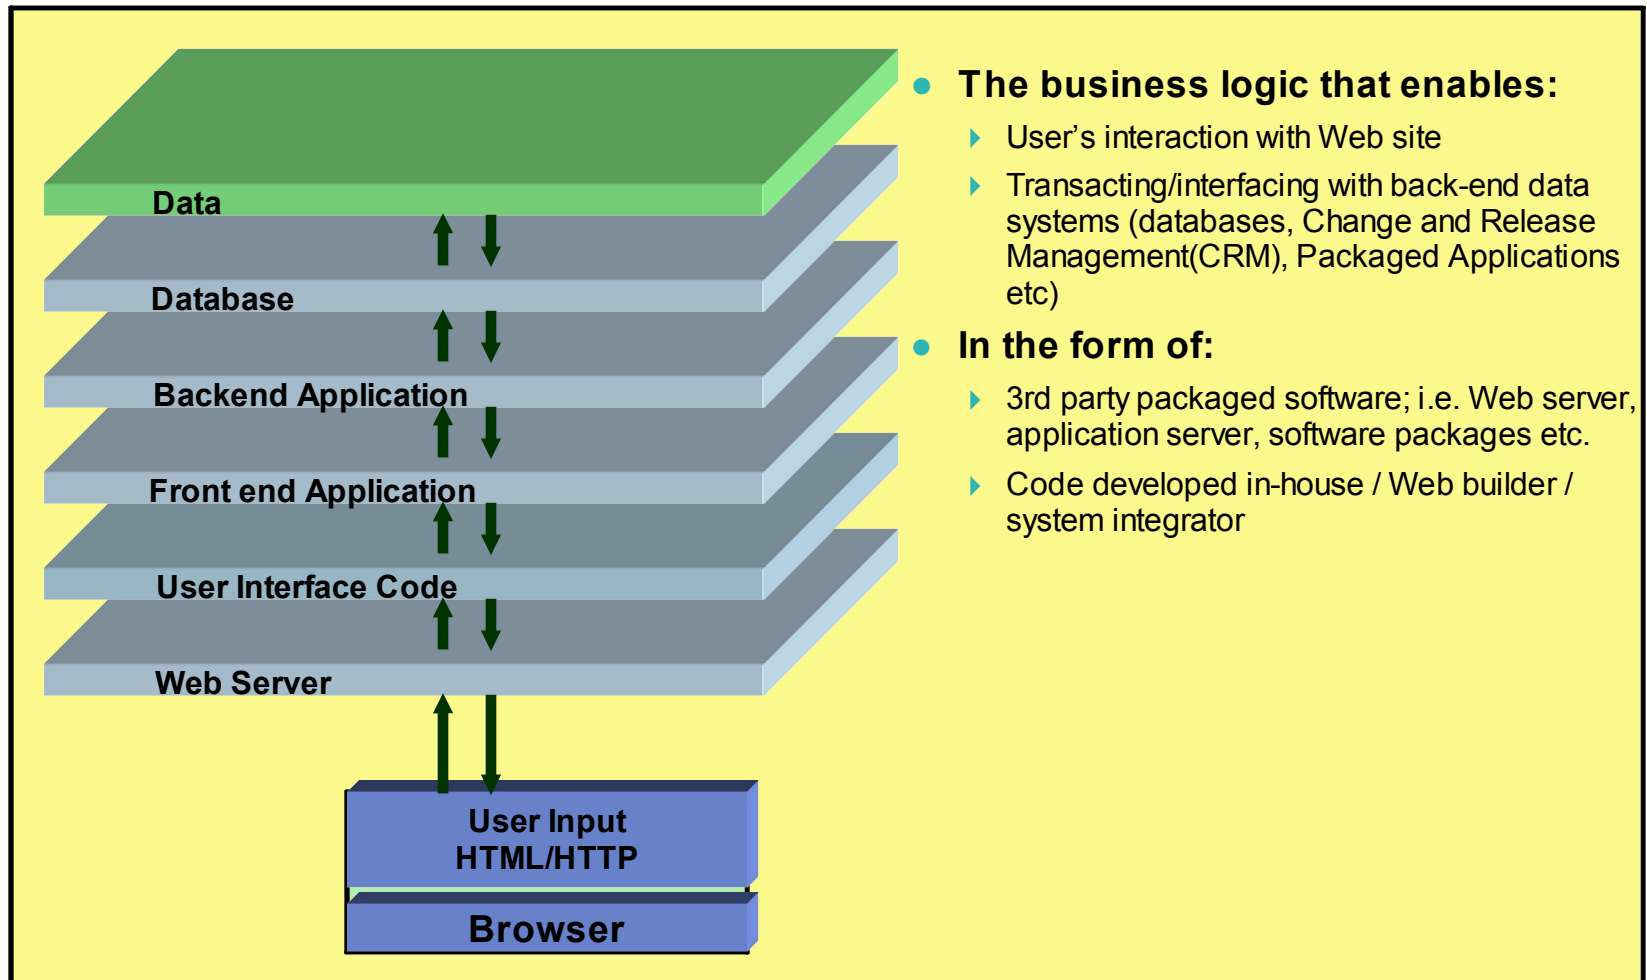 Data
Database
Backend Application
Front end Application
User Interface Code
Web Server
User Input
HTML/HTTP
Browser
The business logic that enables:
User’s interaction with Web site
Transacting/interfacing with back-end data
systems (databases, Change and Release
Management(CRM), Packaged Applications
etc)
In the form of:
3rd party packaged software; i.e. Web server,
application server, software packages etc.
Code developed in-house / Web builder /
system integrator